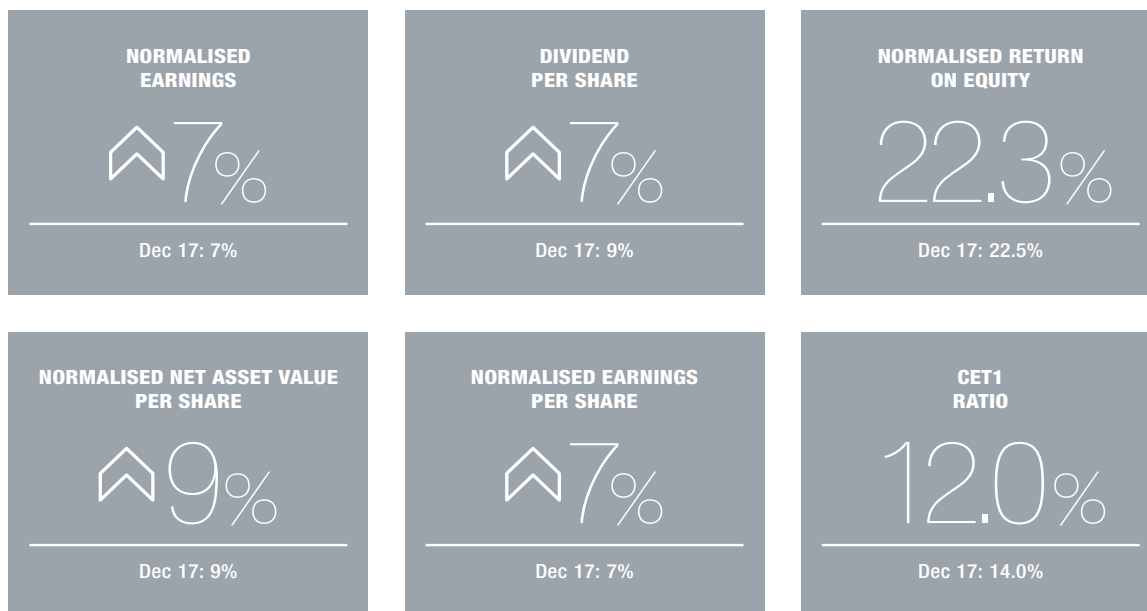 NORMALISED
EARNINGS
7%
Dec 17: 7%
DIVIDEND
PER SHARE
7%
Dec 17: 9%
NORMALISED RETURN
ON EQUITY
22.3%
Dec 17: 22.5%
NORMALISED NET ASSET VALUE
PER SHARE
9%
Dec 17: 9%
NORMALISED EARNINGS
PER SHARE
7%
Dec 17: 7%
CET1
RATIO
12.0%
Dec 17: 14.0%